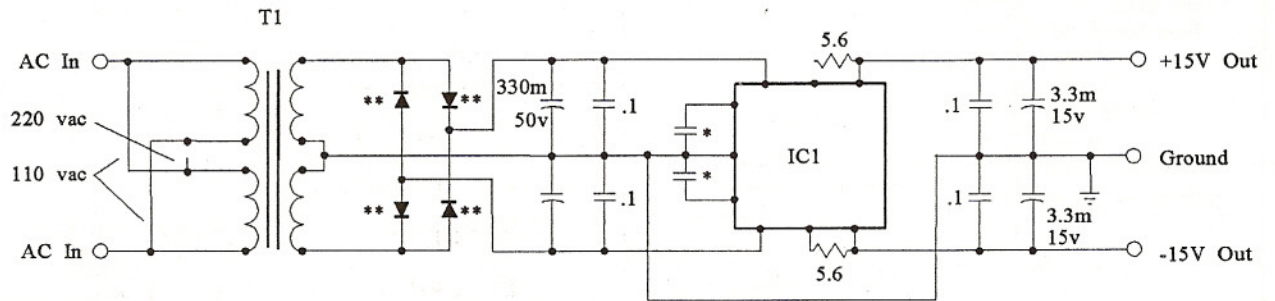 T1
5.6
AC In
+15V Out
**
**
330m
50v
.1
.1
3.3m
15v
220 vac
*
IC1
Ground
110 vac
*
**
**
.1
.1
3.3m
15v
AC In
5.6
-15V Out